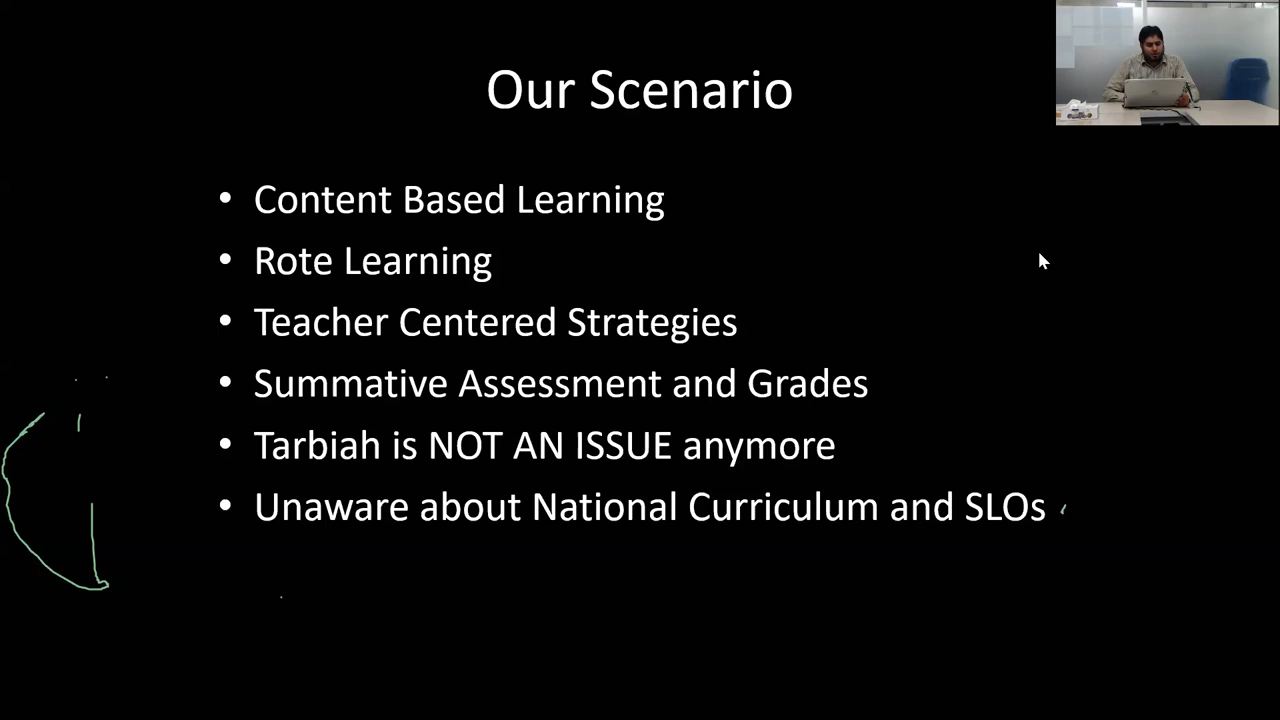 Our Scenario
• Content Based Learning
• Rote Learning
• Teacher Centered Strategies
• Summative Assessment and Grades
• Tarbiah is NOT AN ISSUE anymore
• Unaware about National Curriculum and SLOs